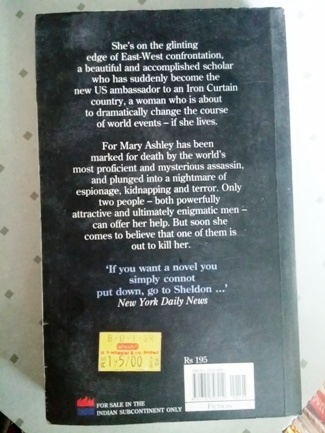 She's on the glinting
edge of East-West confrontation,
a beautiful and accomplished scholar
who has suddenly become the
new US ambassador to an Iron Curtain
country, a woman who is about
to dramatically change the course
of world events – if she lives.
For Mary Ashley has been
marked for death by the world's
most proficient and mysterious assassin,
and plunged into a nightmare of
espionage, kidnapping and terror. Only
two people – both powerfully
attractive and ultimately enigmatic men –
can offer her help. But soon she
comes to believe that one of them is
out to kill her.
'If you want a novel you
simply connot
put down, go to Sheldon ...'
New York Daily News
Rs 195
FOR SALE IN THE
INDIAN SUBCONTINENT ONLY
Fiction